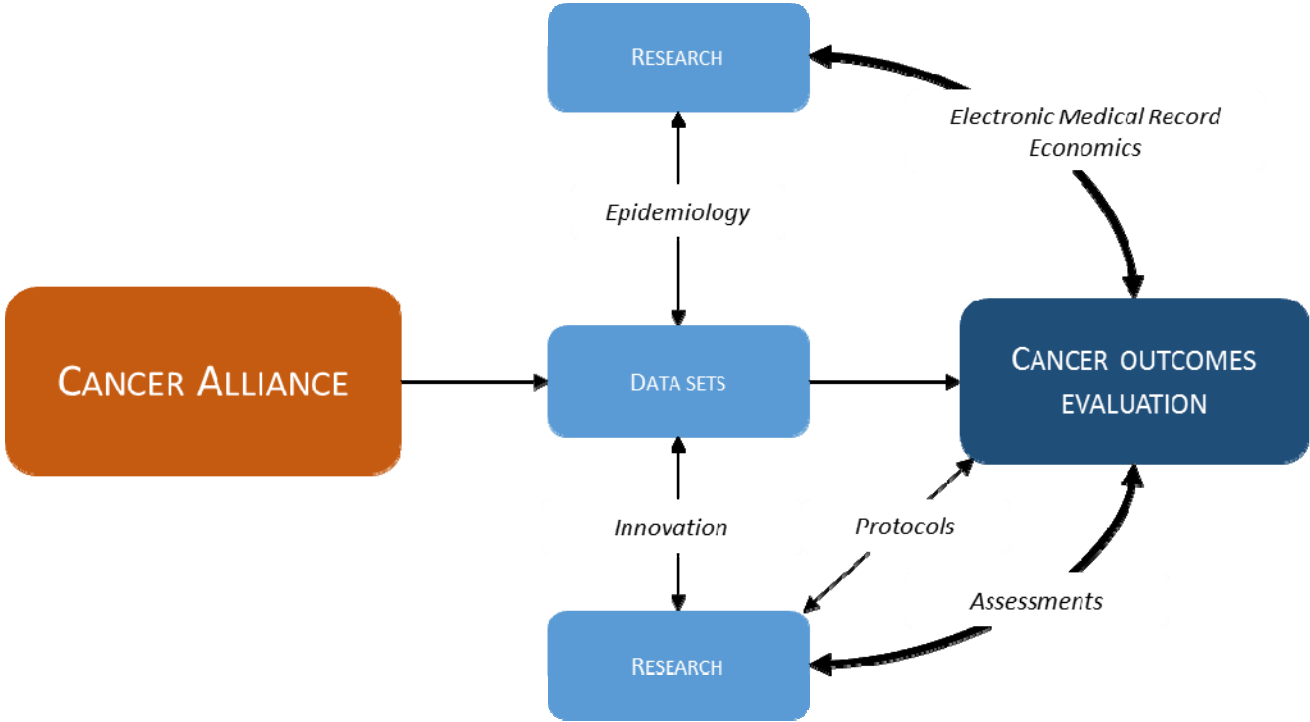 RESEARCH
Electronic Medical Record
Economics
Epidemiology
CANCER ALLIANCE
DATA SETS
CANCER OUTCOMES
EVALUATION
Innovation
Protocols
Assessments
RESEARCH